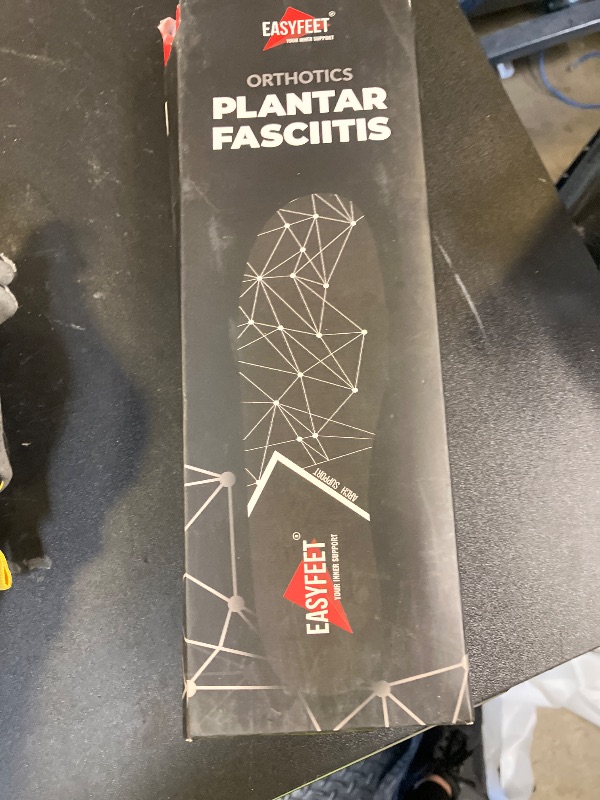 EASYFEET®
YOUR INNER SUPPORT
ORTHOTICS
PLANTAR
FASCIITIS
ARCH SUPPORT
EASYFEET®
YOUR INNER SUPPORT